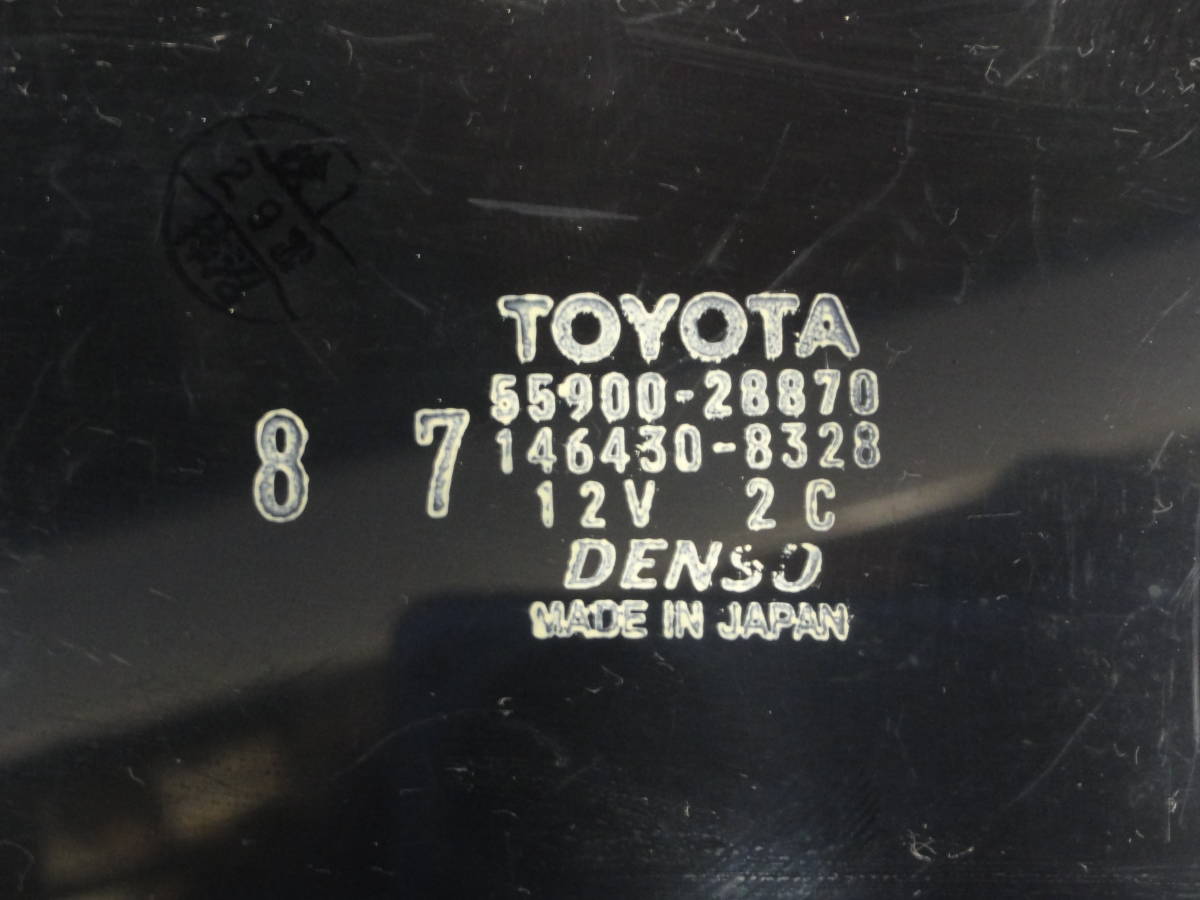 TOYOTA
55900-28870
146430-8328
8 7
12V 2C
DENSO
MADE IN JAPAN